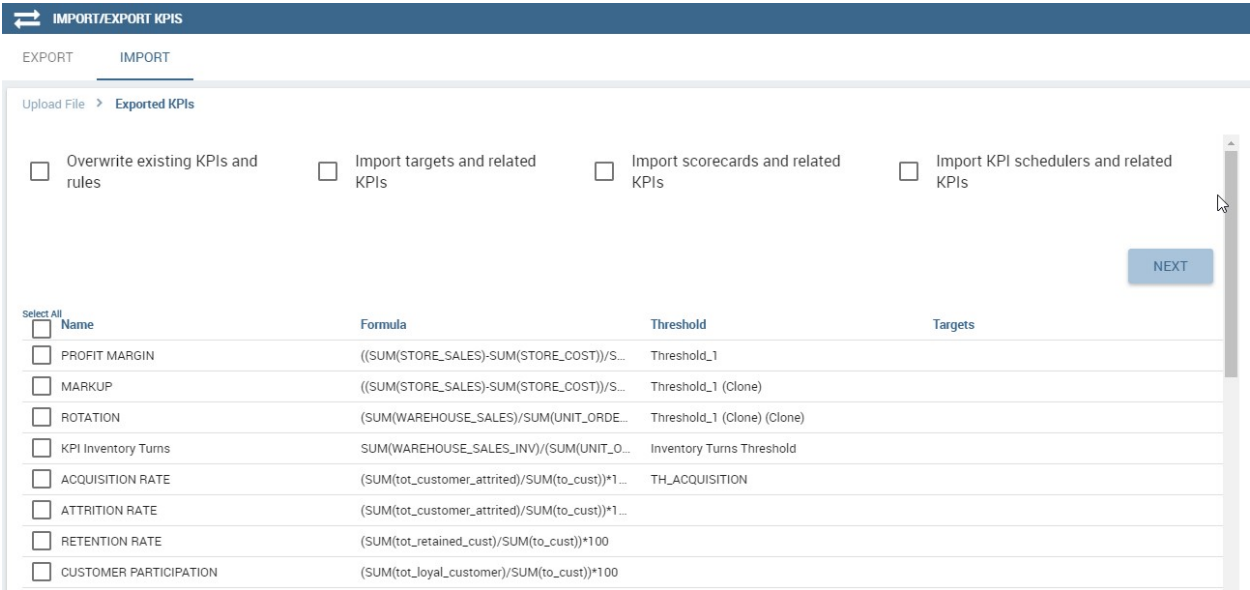 IMPORT/EXPORT KPIS
EXPORT IMPORT
Upload File > Exported KPIs
Overwrite existing KPIs and rules
Import targets and related KPIs
Import scorecards and related KPIs
Import KPI schedulers and related KPIs
NEXT
Select All
Name Formula Threshold Targets
PROFIT MARGIN ((SUM(STORE_SALES)-SUM(STORE_COST))/S... Threshold_1
MARKUP ((SUM(STORE_SALES)-SUM(STORE_COST))/S... Threshold_1 (Clone)
ROTATION (SUM(WAREHOUSE_SALES)/SUM(UNIT_ORDE... Threshold_1 (Clone) (Clone)
KPI Inventory Turns SUM(WAREHOUSE_SALES_INV)/(SUM(UNIT_O... Inventory Turns Threshold
ACQUISITION RATE (SUM(tot_customer_attrited)/SUM(to_cust))*1... TH_ACQUISITION
ATTRITION RATE (SUM(tot_customer_attrited)/SUM(to_cust))*1...
RETENTION RATE (SUM(tot_retained_cust)/SUM(to_cust))*100
CUSTOMER PARTICIPATION (SUM(tot_loyal_customer)/SUM(to_cust))*100